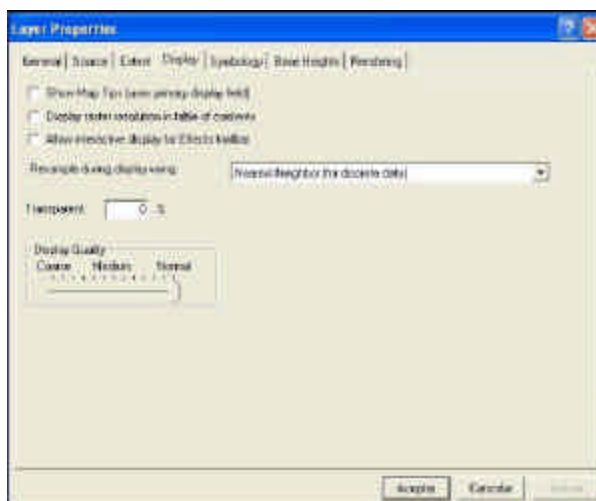 Layer Properties
General Source Extent Display Symbology Base Heights Rendering
Show Map Tips (uses primary display field)
Display raster resolution in table of contents
Allow interactive display for Effects toolbar
Resample during display using:
Nearest Neighbor (for discrete data)
Transparent: 0 %
Display Quality
Coarse Medium Normal
Aceptar Cancelar